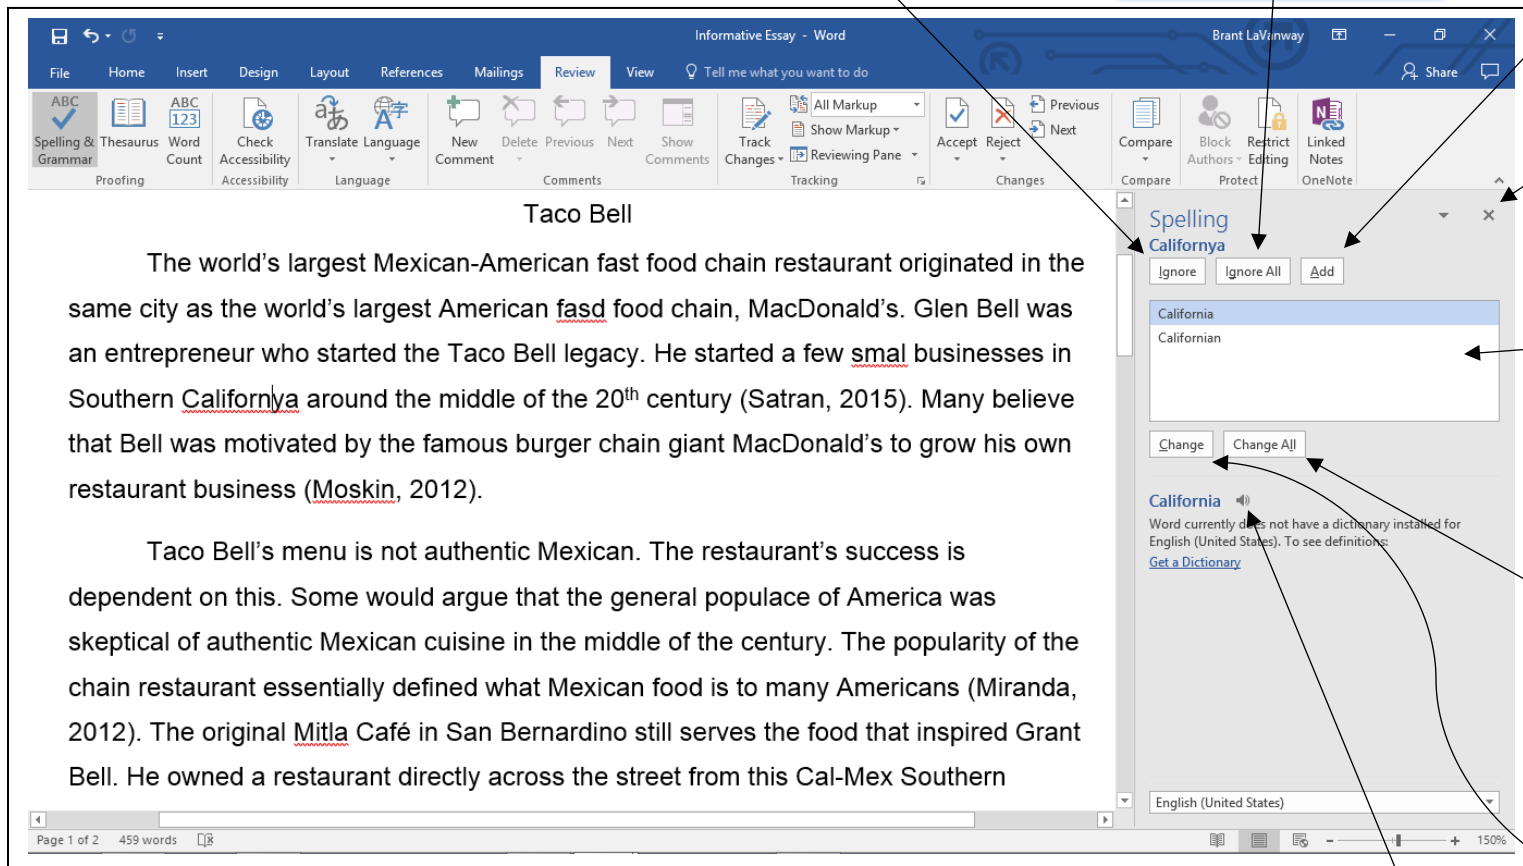 Informative Essay - Word
Brant LaVanway
File Home Insert Design Layout References Mailings Review View Tell me what you want to do Share
ABC
Spelling & Grammar
Thesaurus
ABC
123
Word Count
Proofing
Check Accessibility
Accessibility
Translate
Language
Language
New Comment
Delete
Previous
Next
Show Comments
Comments
Track Changes
All Markup
Show Markup
Reviewing Pane
Tracking
Accept
Reject
Previous
Next
Changes
Compare
Compare
Block Authors
Restrict Editing
Protect
Linked Notes
OneNote
Taco Bell
The world’s largest Mexican-American fast food chain restaurant originated in the
same city as the world’s largest American fasd food chain, MacDonald’s. Glen Bell was
an entrepreneur who started the Taco Bell legacy. He started a few smal businesses in
Southern Californya around the middle of the 20th century (Satran, 2015). Many believe
that Bell was motivated by the famous burger chain giant MacDonald’s to grow his own
restaurant business (Moskin, 2012).
Taco Bell’s menu is not authentic Mexican. The restaurant’s success is
dependent on this. Some would argue that the general populace of America was
skeptical of authentic Mexican cuisine in the middle of the century. The popularity of the
chain restaurant essentially defined what Mexican food is to many Americans (Miranda,
2012). The original Mitla Café in San Bernardino still serves the food that inspired Grant
Bell. He owned a restaurant directly across the street from this Cal-Mex Southern
Spelling
Californya
Ignore Ignore All Add
California
Californian
Change Change All
California
Word currently does not have a dictionary installed for
English (United States). To see definitions:
Get a Dictionary
English (United States)
Page 1 of 2 459 words
150%